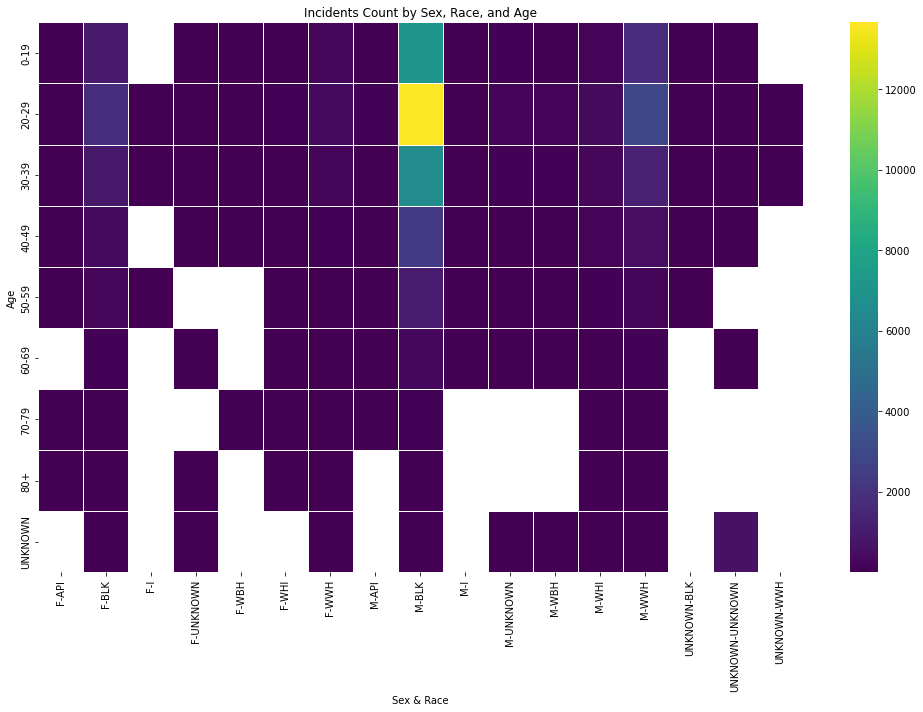 Incidents Count by Sex, Race, and Age
Age
0-19
20-29
30-39
40-49
50-59
60-69
70-79
80+
UNKNOWN
F-API
F-BLK
F-I
F-UNKNOWN
F-WBH
F-WHI
F-WWH
M-API
M-BLK
M-I
M-UNKNOWN
M-WBH
M-WHI
M-WWH
UNKNOWN-BLK
UNKNOWN-UNKNOWN
UNKNOWN-WWH
Sex & Race
12000
10000
8000
6000
4000
2000